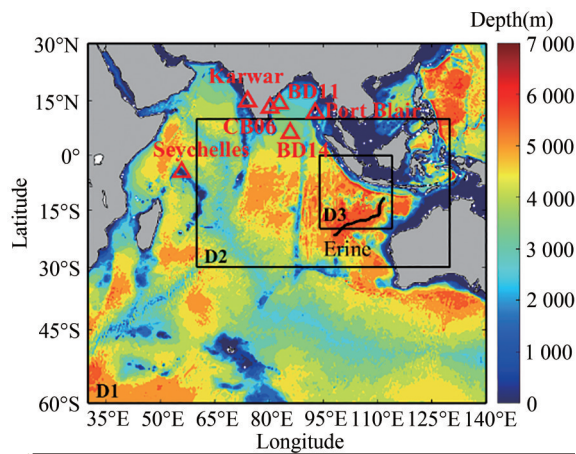 Depth(m)
30°N
15°N
0°
15°S
30°S
45°S
60°S
Latitude
Karwar
BD11
CB06
Port Blair
BD14
Seychelles
D3
Erine
D2
D1
7 000
6 000
5 000
4 000
3 000
2 000
1 000
0
35°E 50°E 65°E 80°E 95°E 110°E 125°E 140°E
Longitude